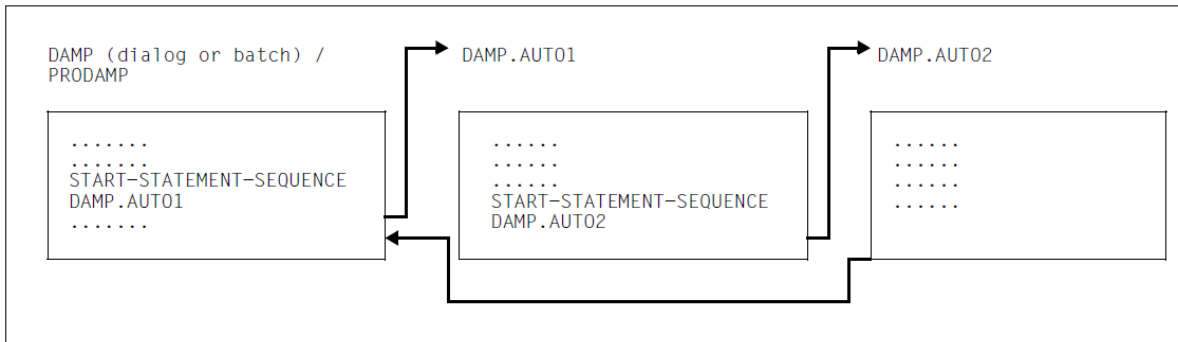 DAMP (dialog or batch) /
PRODAMP
.......
.......
START-STATEMENT-SEQUENCE
DAMP.AUTO1
.......
DAMP.AUTO1
......
......
......
START-STATEMENT-SEQUENCE
DAMP.AUTO2
DAMP.AUTO2
......
......
......
......